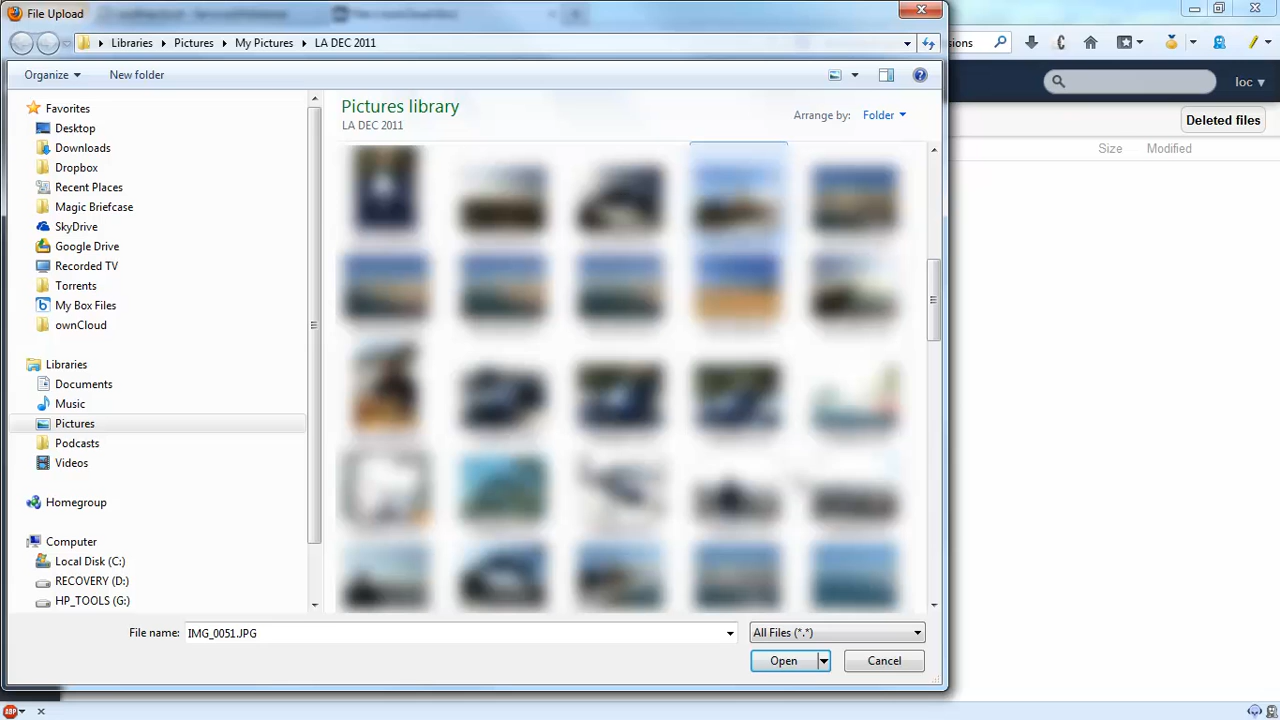 File Upload
Libraries Pictures My Pictures LA DEC 2011
sions
Organize New folder
loc
Pictures library
LA DEC 2011
Arrange by: Folder
Deleted files
Size Modified
Favorites
Desktop
Downloads
Dropbox
Recent Places
Magic Briefcase
SkyDrive
Google Drive
Recorded TV
Torrents
My Box Files
ownCloud
Libraries
Documents
Music
Pictures
Podcasts
Videos
Homegroup
Computer
Local Disk (C:)
RECOVERY (D:)
HP_TOOLS (G:)
File name: IMG_0051.JPG
All Files (*.*)
Open Cancel
ABP